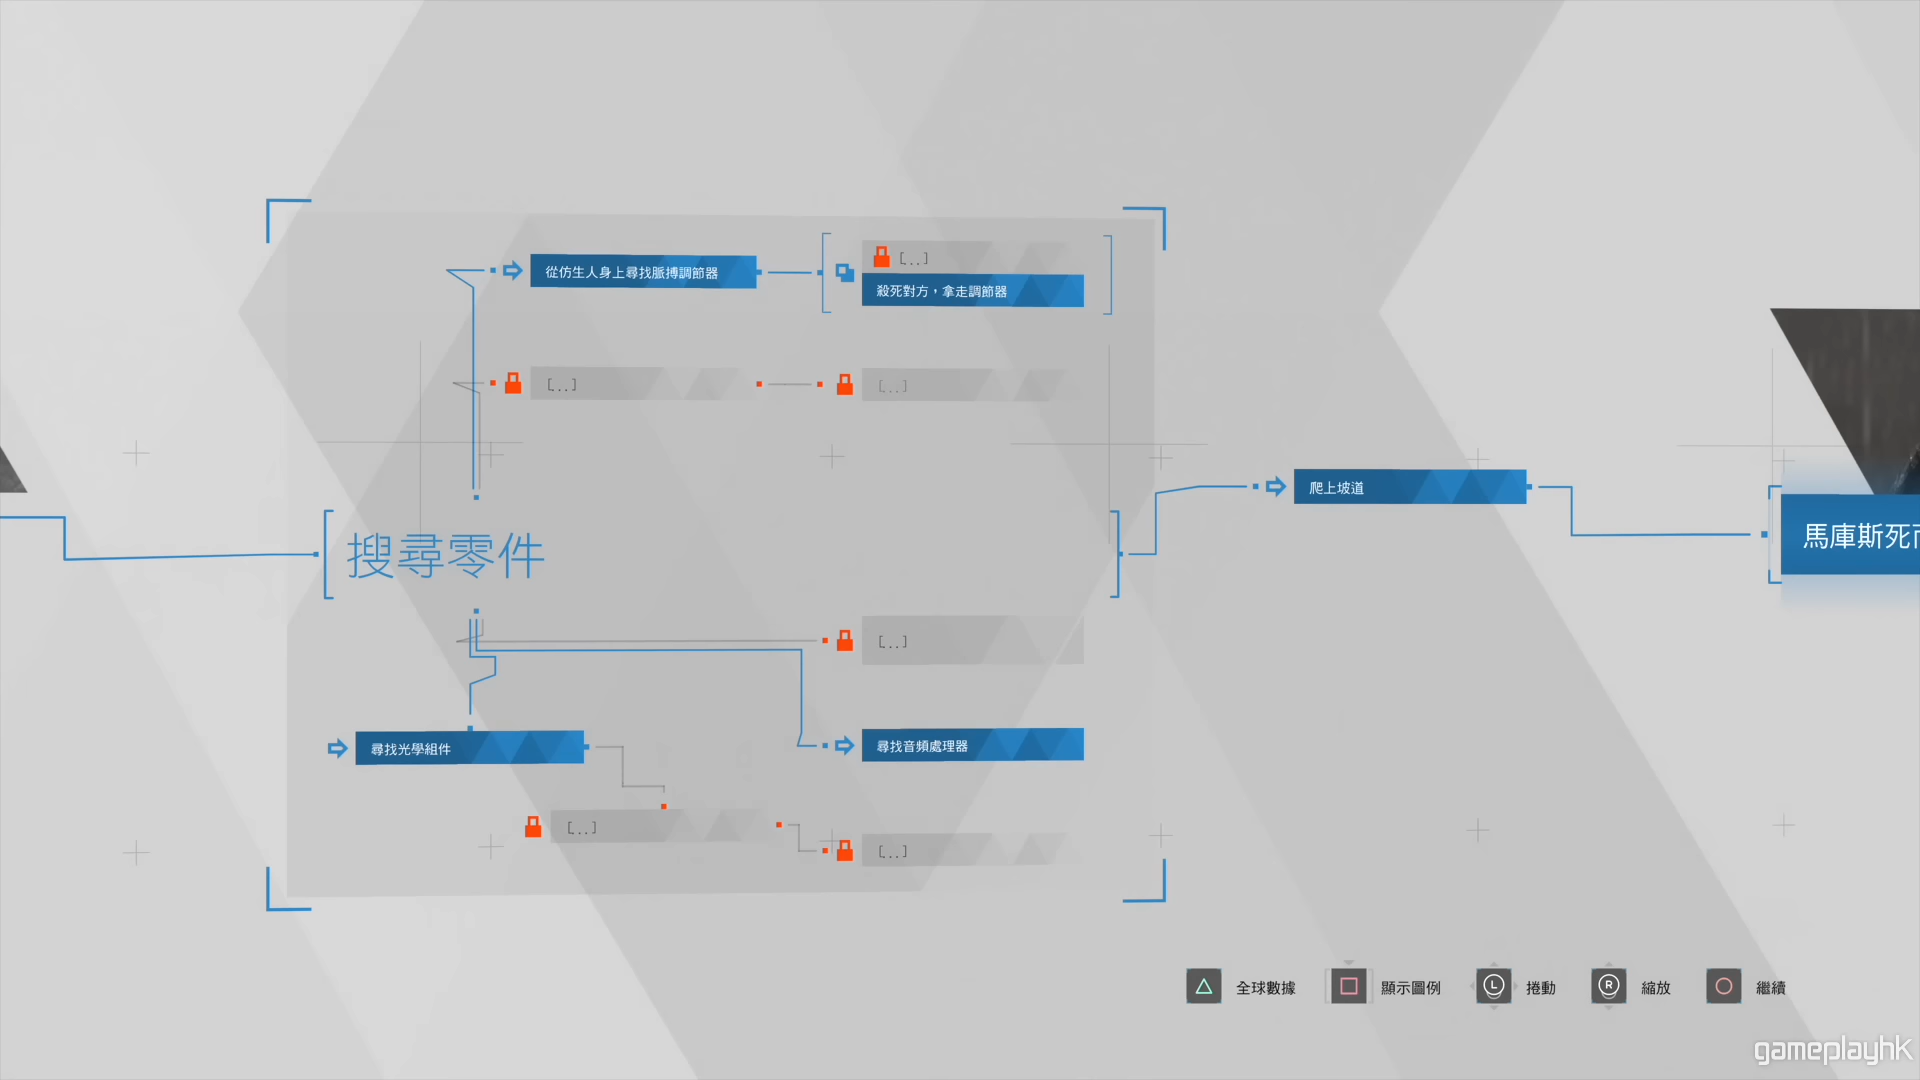 [...]
從仿生人身上尋找脈搏調節器
殺死對方，拿走調節器
[...]
[...]
爬上坡道
馬庫斯死而
搜尋零件
[...]
尋找光學組件
尋找音頻處理器
[...]
[...]
全球數據
顯示圖例
L
捲動
R
縮放
繼續
gameplayhk